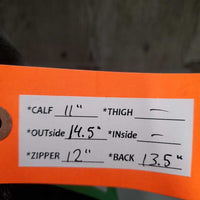 *CALF 11" *THIGH —
*OUTside 14.5" *INside —
*ZIPPER 12" *BACK 13.5"